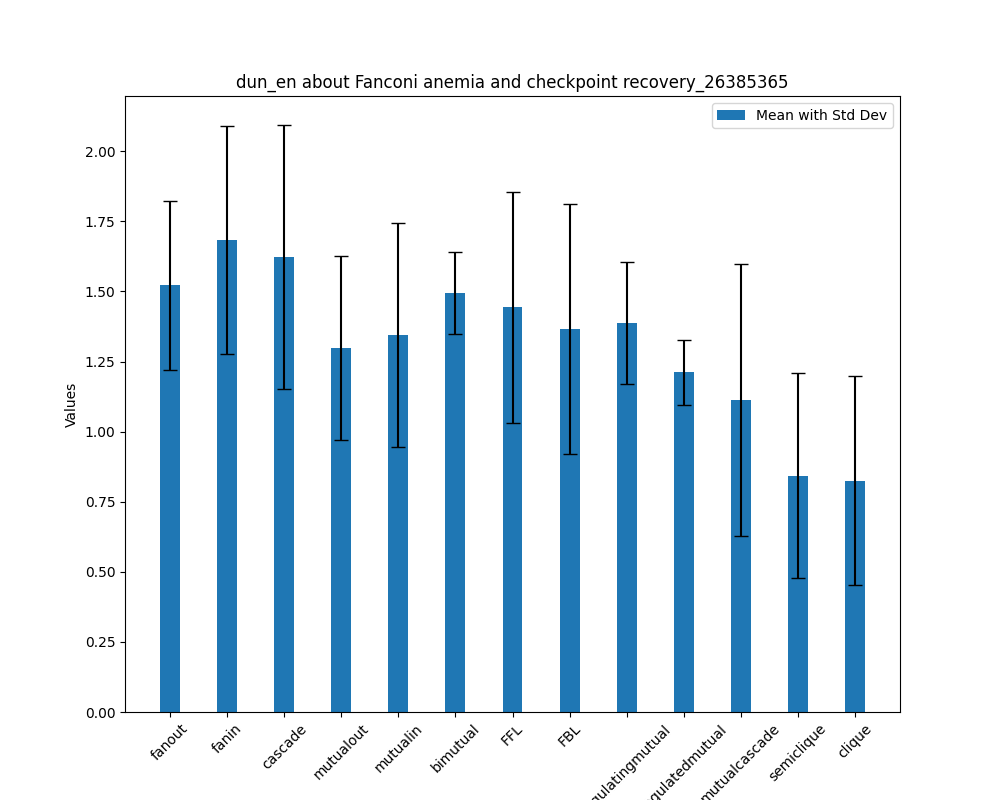 dun_en about Fanconi anemia and checkpoint recovery_26385365
Mean with Std Dev
Values
2.00
1.75
1.50
1.25
1.00
0.75
0.50
0.25
0.00
fanout
fanin
cascade
mutualout
mutualin
bimutual
FFL
FBL
gulatingmutual
gulatedmutual
mutualcascade
semiclique
clique